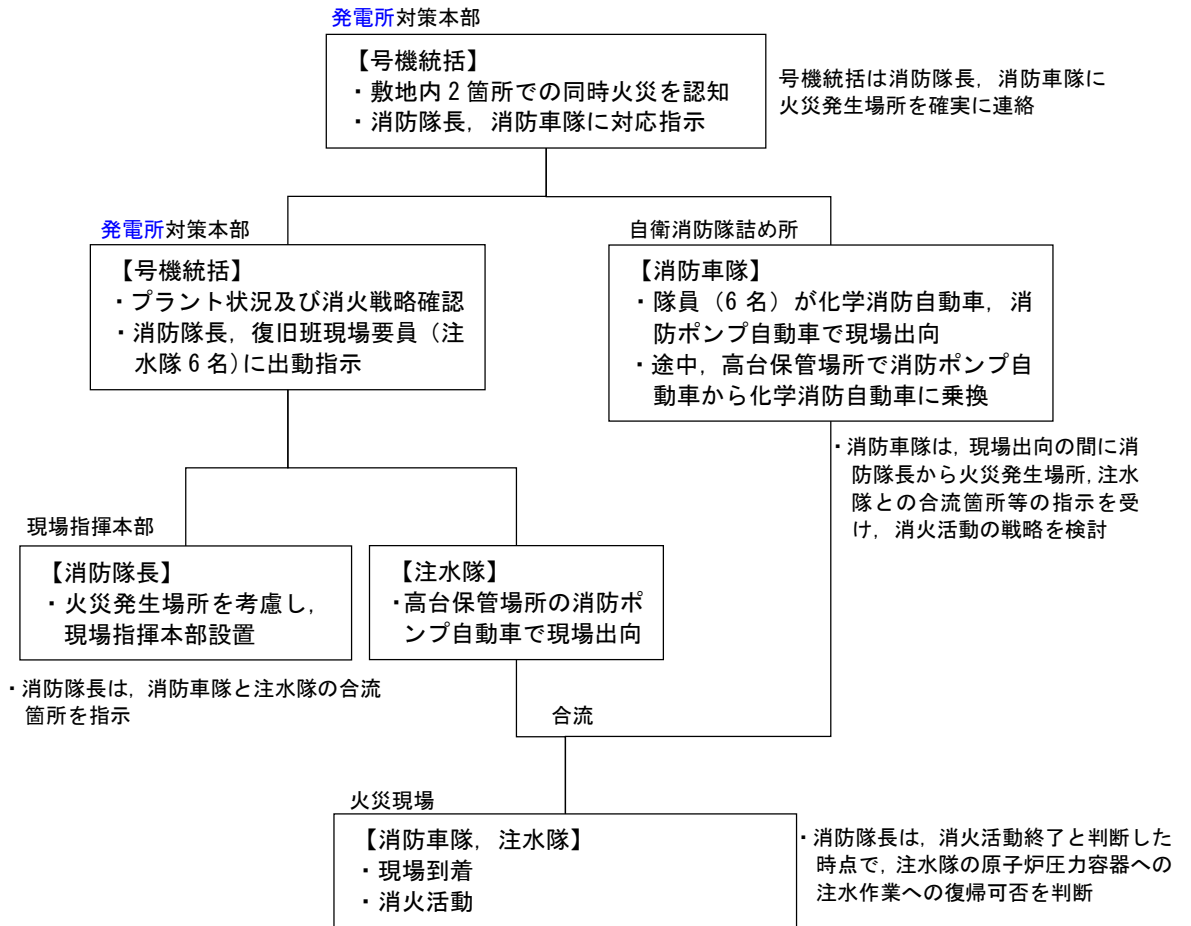 発電所対策本部
【号機統括】
・敷地内2箇所での同時火災を認知
・消防隊長，消防車隊に対応指示
号機統括は消防隊長，消防車隊に
火災発生場所を確実に連絡
発電所対策本部
【号機統括】
・プラント状況及び消火戦略確認
・消防隊長，復旧班現場要員（注
水隊6名)に出動指示
自衛消防隊詰め所
【消防車隊】
・隊員（6名）が化学消防自動車，消
防ポンプ自動車で現場出向
・途中，高台保管場所で消防ポンプ自
動車から化学消防自動車に乗換
・消防車隊は，現場出向の間に消
防隊長から火災発生場所，注水
隊との合流箇所等の指示を受
け，消火活動の戦略を検討
現場指揮本部
【消防隊長】
・火災発生場所を考慮し，
現場指揮本部設置
・消防隊長は，消防車隊と注水隊の合流
箇所を指示
【注水隊】
・高台保管場所の消防ポ
ンプ自動車で現場出向
合流
火災現場
【消防車隊，注水隊】
・現場到着
・消火活動
・消防隊長は，消火活動終了と判断した
時点で，注水隊の原子炉圧力容器への
注水作業への復帰可否を判断